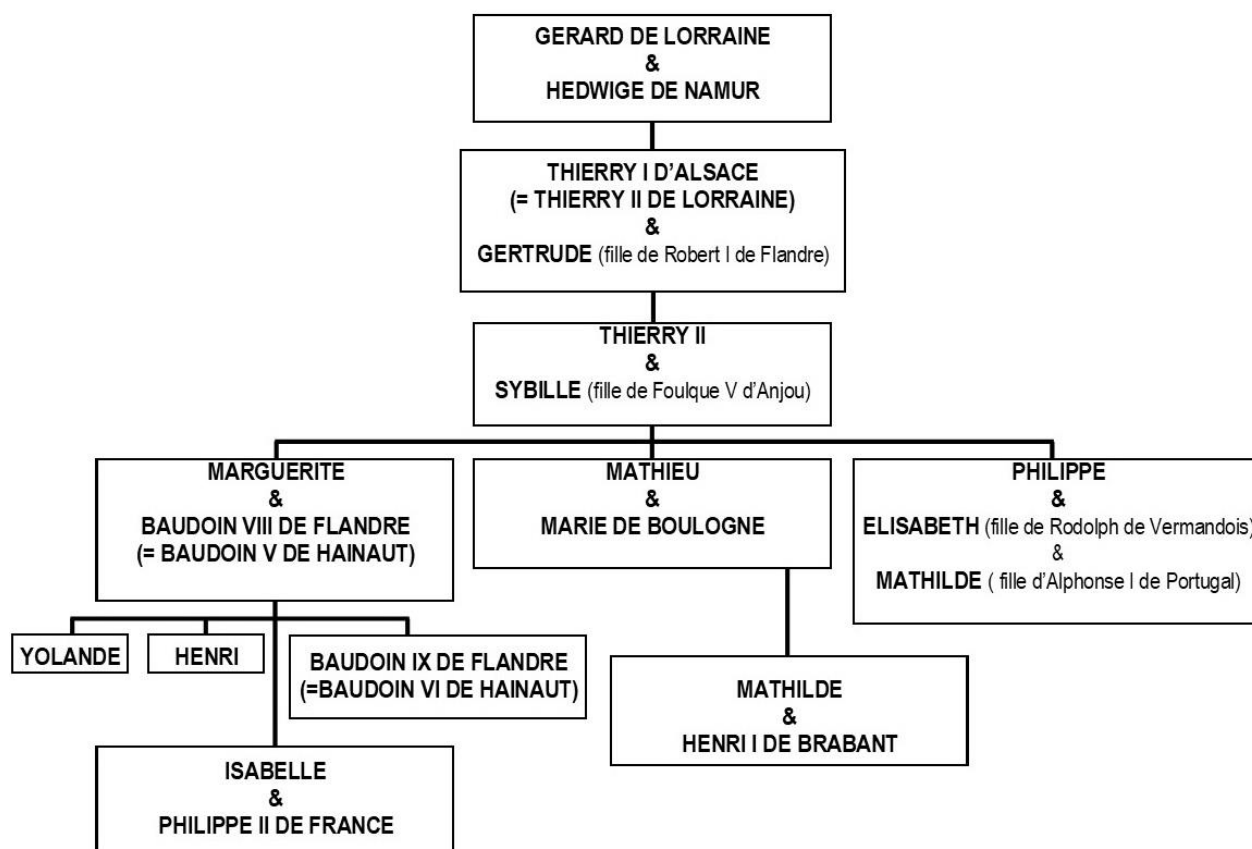 GERARD DE LORRAINE
&
HEDWIGE DE NAMUR
THIERRY I D’ALSACE
(= THIERRY II DE LORRAINE)
&
GERTRUDE (fille de Robert I de Flandre)
THIERRY II
&
SYBILLE (fille de Foulque V d’Anjou)
MARGUERITE
&
BAUDOIN VIII DE FLANDRE
(= BAUDOIN V DE HAINAUT)
MATHIEU
&
MARIE DE BOULOGNE
PHILIPPE
&
ELISABETH (fille de Rodolph de Vermandois)
&
MATHILDE ( fille d’Alphonse I de Portugal)
YOLANDE
HENRI
BAUDOIN IX DE FLANDRE
(=BAUDOIN VI DE HAINAUT)
MATHILDE
&
HENRI I DE BRABANT
ISABELLE
&
PHILIPPE II DE FRANCE